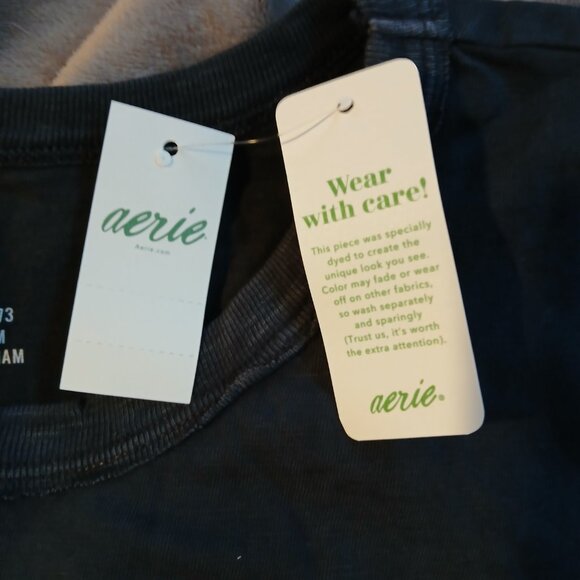 aerie.
Aerie.com
Wear
with care!
This piece was specially
dyed to create the
unique look you see.
Color may fade or wear
off on other fabrics,
so wash separately
and sparingly
(Trust us, it's worth
the extra attention).
aerie®
73
M
NAM